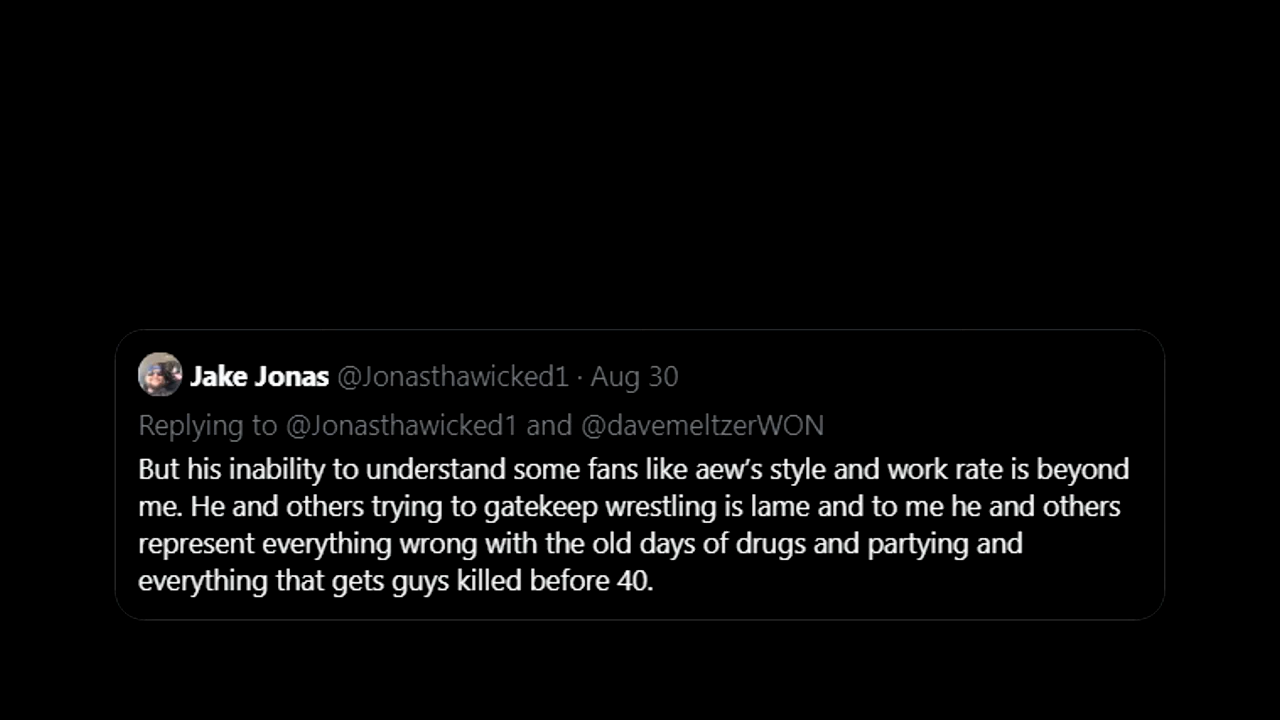 Jake Jonas @Jonasthawicked1 · Aug 30
Replying to @Jonasthawicked1 and @davemeltzerWON
But his inability to understand some fans like aew’s style and work rate is beyond
me. He and others trying to gatekeep wrestling is lame and to me he and others
represent everything wrong with the old days of drugs and partying and
everything that gets guys killed before 40.